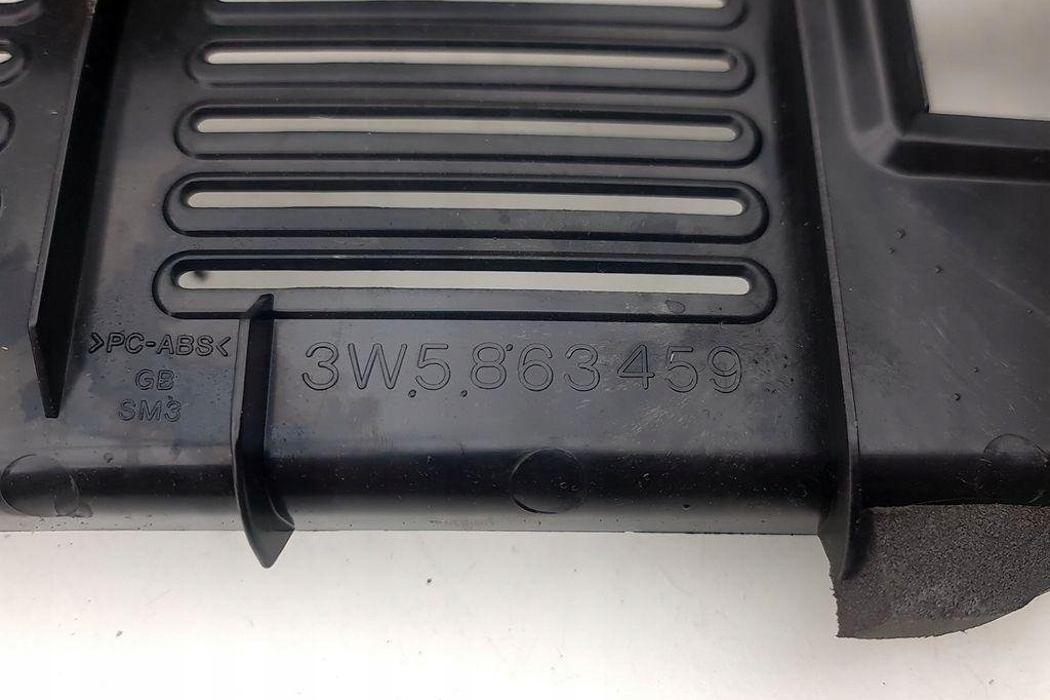 >PC-ABS<
GB
SM3
3W5 863 459